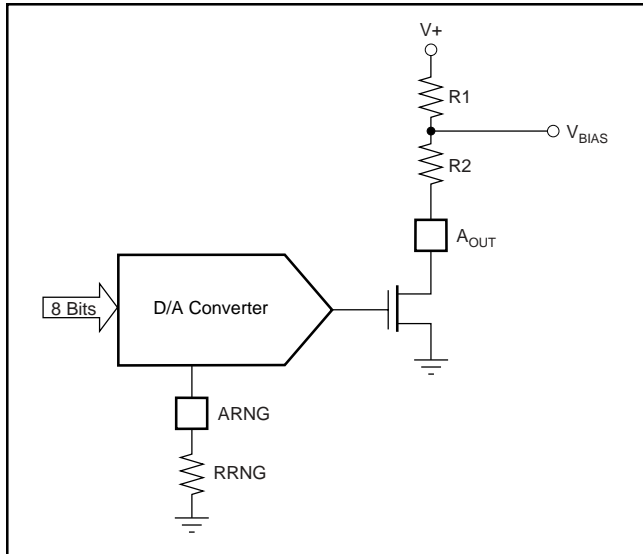 V+
R1
VBIAS
R2
AOUT
8 Bits
D/A Converter
ARNG
RRNG